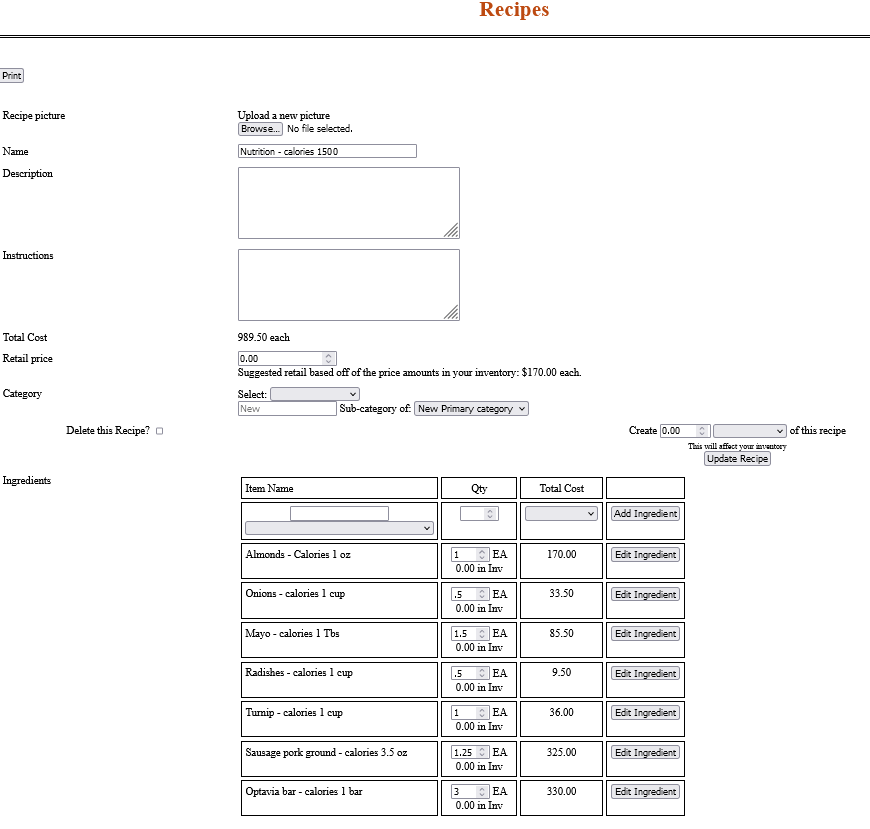 Recipes
Print
Recipe picture
Upload a new picture
Browse... No file selected.
Name
Nutrition - calories 1500
Description
Instructions
Total Cost
989.50 each
Retail price
0.00
Suggested retail based off of the price amounts in your inventory: $170.00 each.
Category
Select:
New Sub-category of: New Primary category
Delete this Recipe?
Create 0.00 of this recipe
This will affect your inventory
Update Recipe
Ingredients
Item Name Qty Total Cost
Add Ingredient
Almonds - Calories 1 oz 1 EA 170.00 Edit Ingredient
0.00 in Inv
Onions - calories 1 cup .5 EA 33.50 Edit Ingredient
0.00 in Inv
Mayo - calories 1 Tbs 1.5 EA 85.50 Edit Ingredient
0.00 in Inv
Radishes - calories 1 cup .5 EA 9.50 Edit Ingredient
0.00 in Inv
Turnip - calories 1 cup 1 EA 36.00 Edit Ingredient
0.00 in Inv
Sausage pork ground - calories 3.5 oz 1.25 EA 325.00 Edit Ingredient
0.00 in Inv
Optavia bar - calories 1 bar 3 EA 330.00 Edit Ingredient
0.00 in Inv